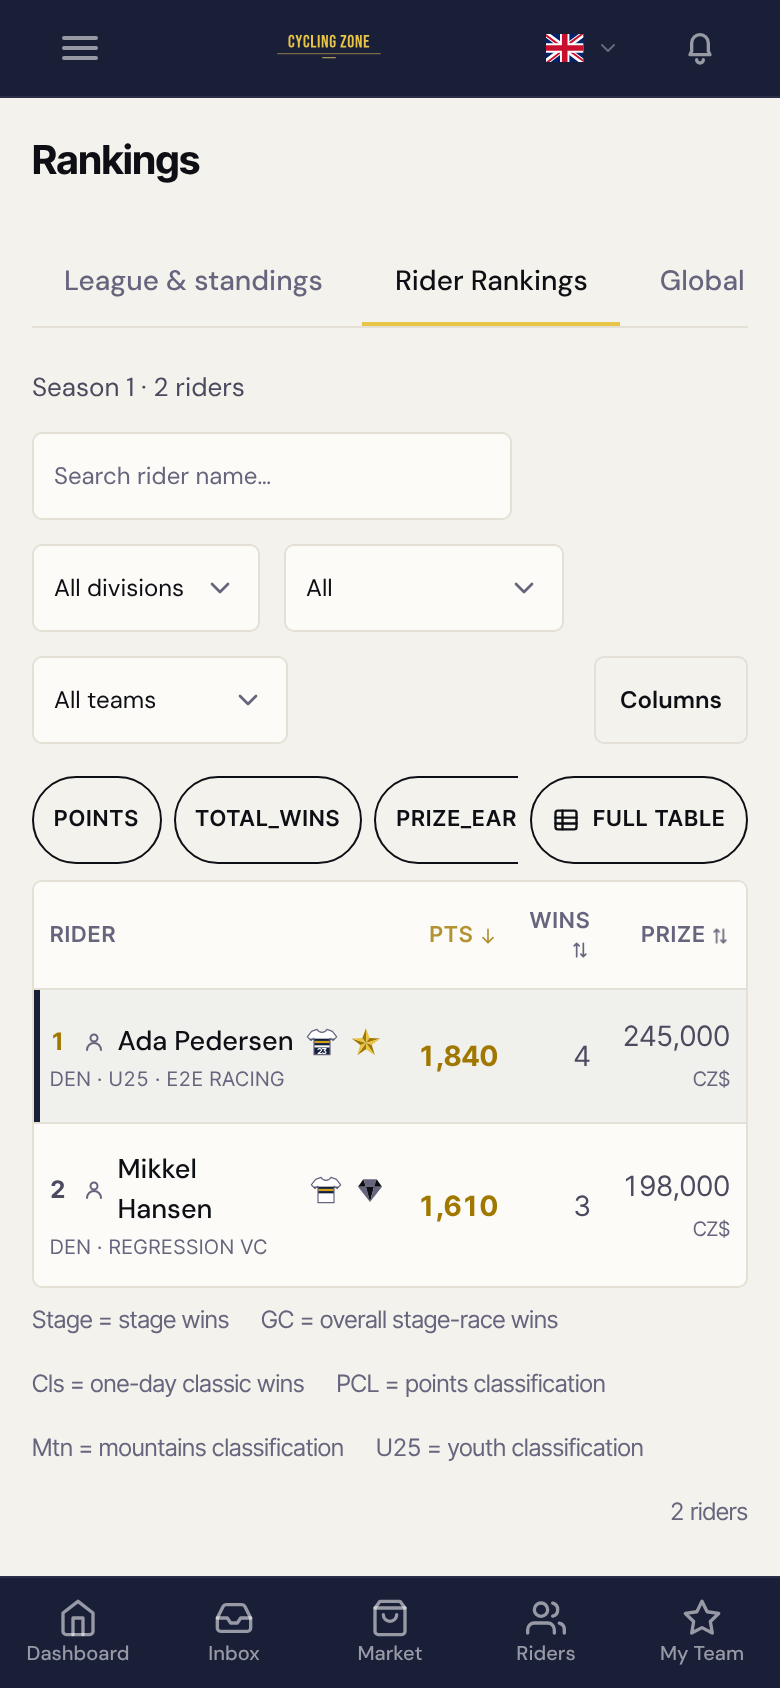 CYCLING ZONE
Rankings
League & standings Rider Rankings Global
Season 1 · 2 riders
Search rider name...
All divisions All
All teams Columns
POINTS TOTAL_WINS PRIZE_EAR FULL TABLE
RIDER PTS ↓ WINS ⇅ PRIZE ⇅
1 Ada Pedersen 23 1,840 4 245,000 CZ$
DEN · U25 · E2E RACING
2 Mikkel Hansen 1,610 3 198,000 CZ$
DEN · REGRESSION VC
Stage = stage wins GC = overall stage-race wins
Cls = one-day classic wins PCL = points classification
Mtn = mountains classification U25 = youth classification
2 riders
Dashboard Inbox Market Riders My Team